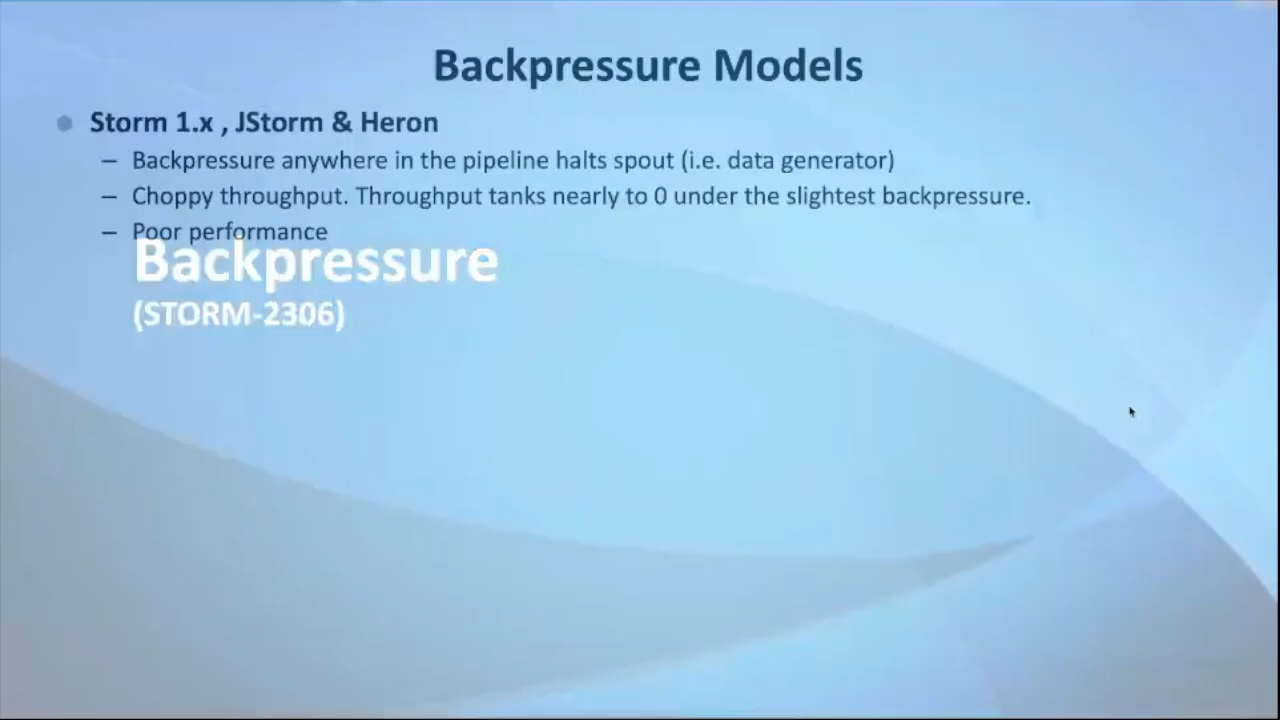 Backpressure Models
Storm 1.x , JStorm & Heron
– Backpressure anywhere in the pipeline halts spout (i.e. data generator)
– Choppy throughput. Throughput tanks nearly to 0 under the slightest backpressure.
– Poor performance
Backpressure
(STORM-2306)